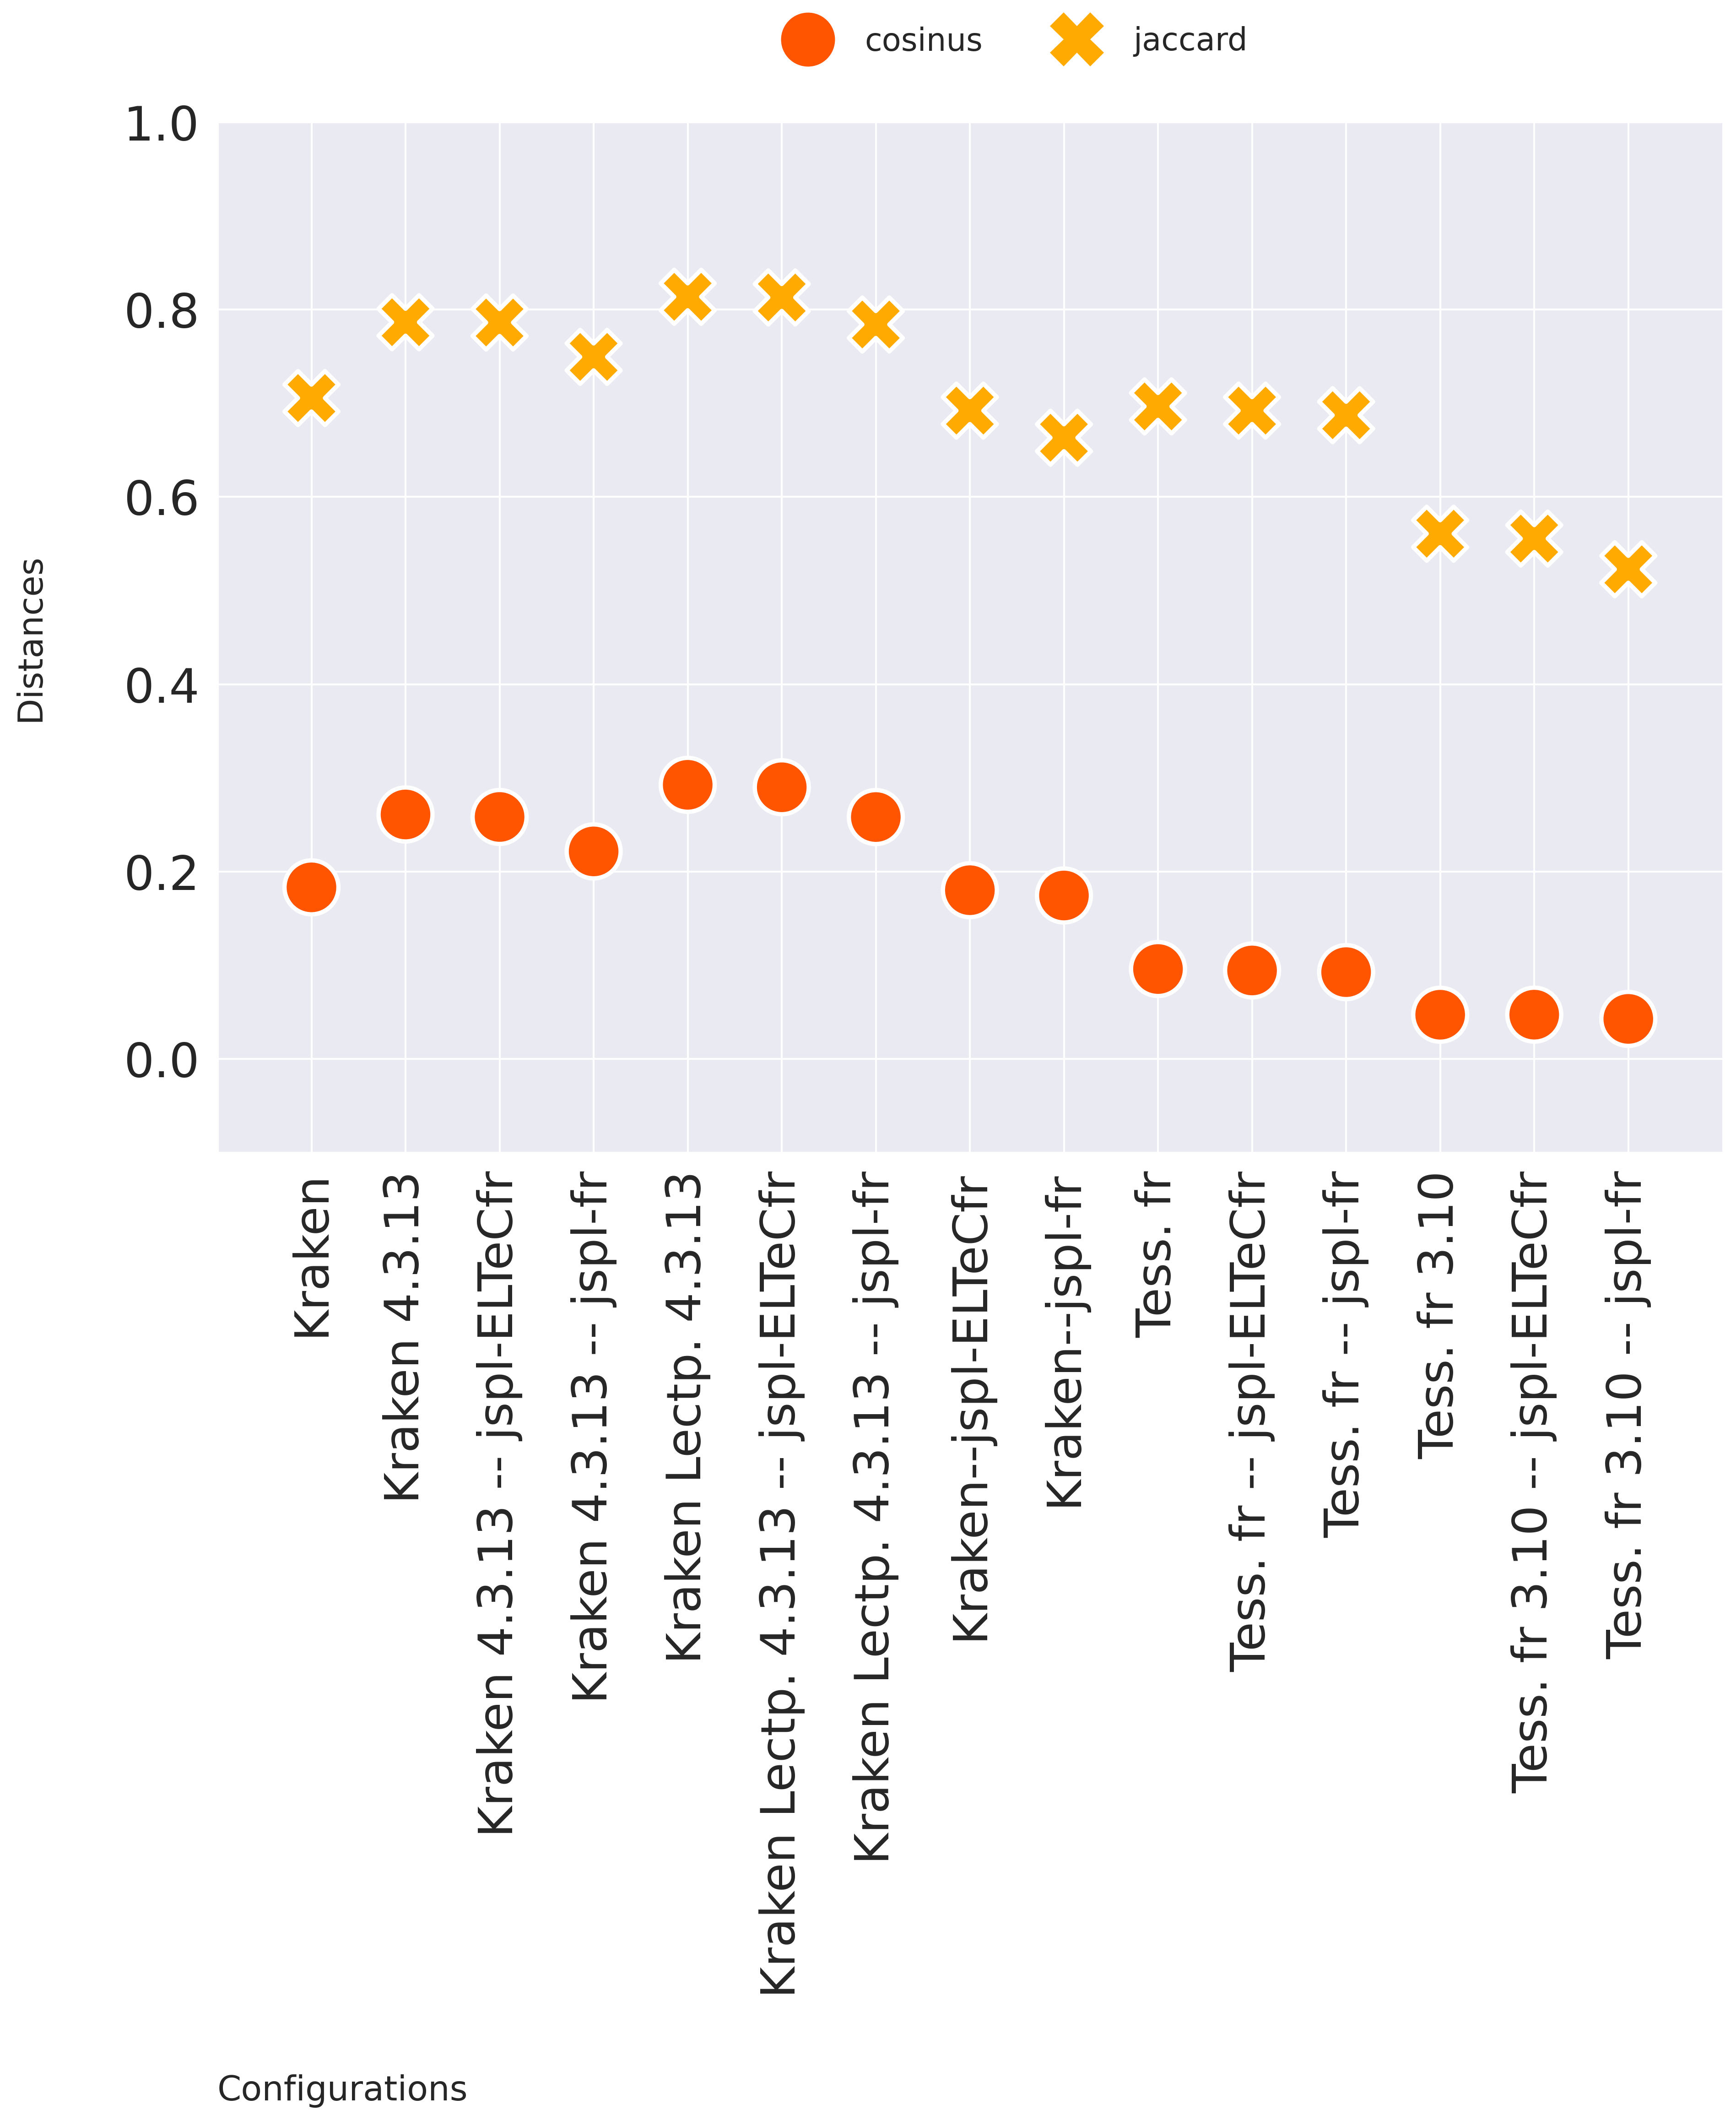 cosinus jaccard
1.0
0.8
0.6
0.4
0.2
0.0
Distances
Kraken
Kraken 4.3.13
Kraken 4.3.13 -- jspl-ELTeCfr
Kraken 4.3.13 -- jspl-fr
Kraken Lectp. 4.3.13
Kraken Lectp. 4.3.13 -- jspl-ELTeCfr
Kraken Lectp. 4.3.13 -- jspl-fr
Kraken--jspl-ELTeCfr
Kraken--jspl-fr
Tess. fr
Tess. fr -- jspl-ELTeCfr
Tess. fr -- jspl-fr
Tess. fr 3.10
Tess. fr 3.10 -- jspl-ELTeCfr
Tess. fr 3.10 -- jspl-fr
Configurations